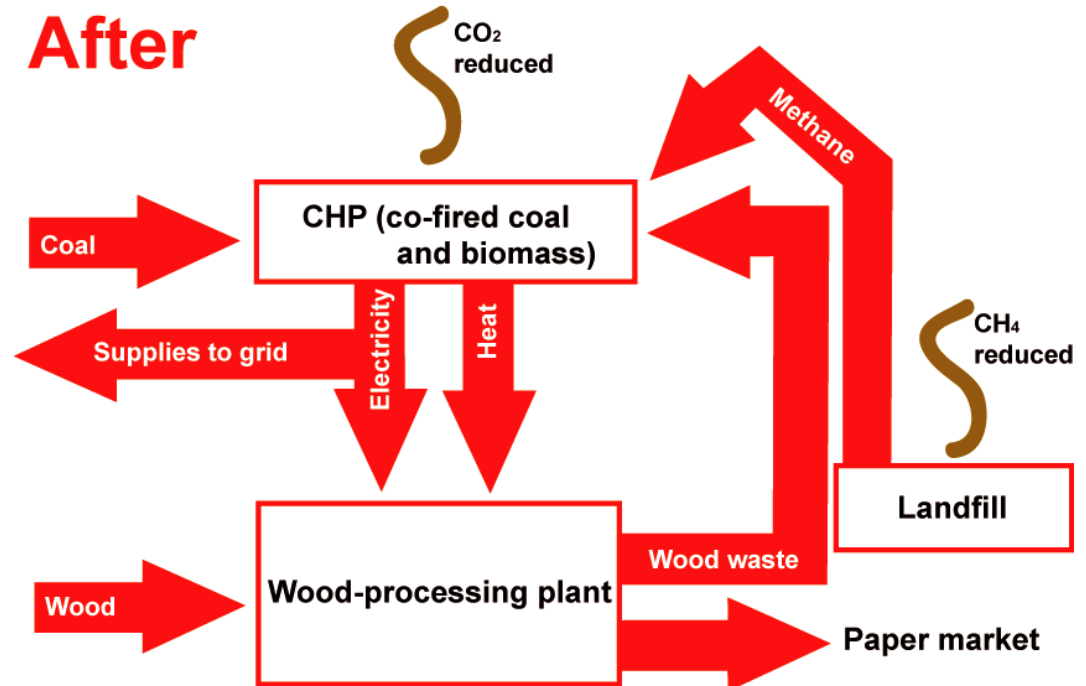 After
CO₂
reduced
Methane
CHP (co-fired coal
and biomass)
Coal
Electricity
Heat
Supplies to grid
CH₄
reduced
Landfill
Wood waste
Wood-processing plant
Wood
Paper market